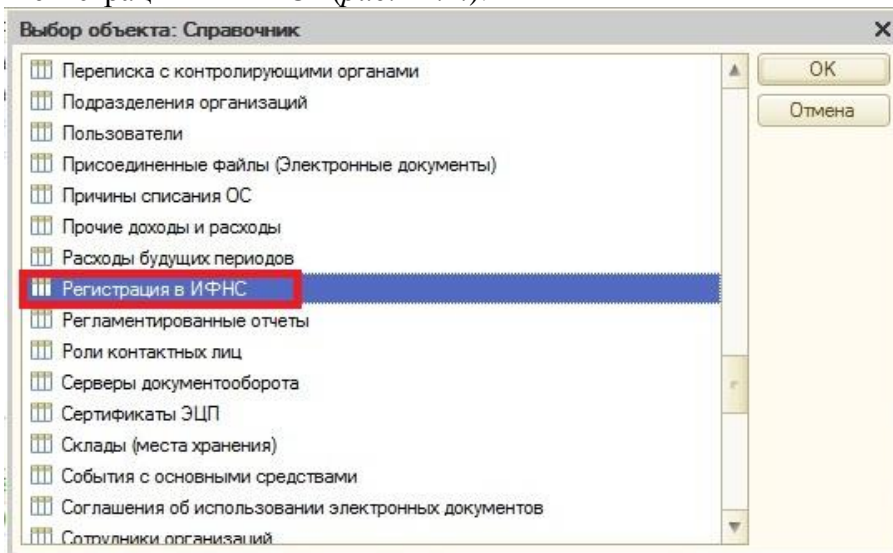 Выбор объекта: Справочник
Переписка с контролирующими органами
Подразделения организаций
Пользователи
Присоединенные файлы (Электронные документы)
Причины списания ОС
Прочие доходы и расходы
Расходы будущих периодов
Регистрация в ИФНС
Регламентированные отчеты
Роли контактных лиц
Серверы документооборота
Сертификаты ЭЦП
Склады (места хранения)
События с основными средствами
Соглашения об использовании электронных документов
Сотрудники организаций
OK
Отмена